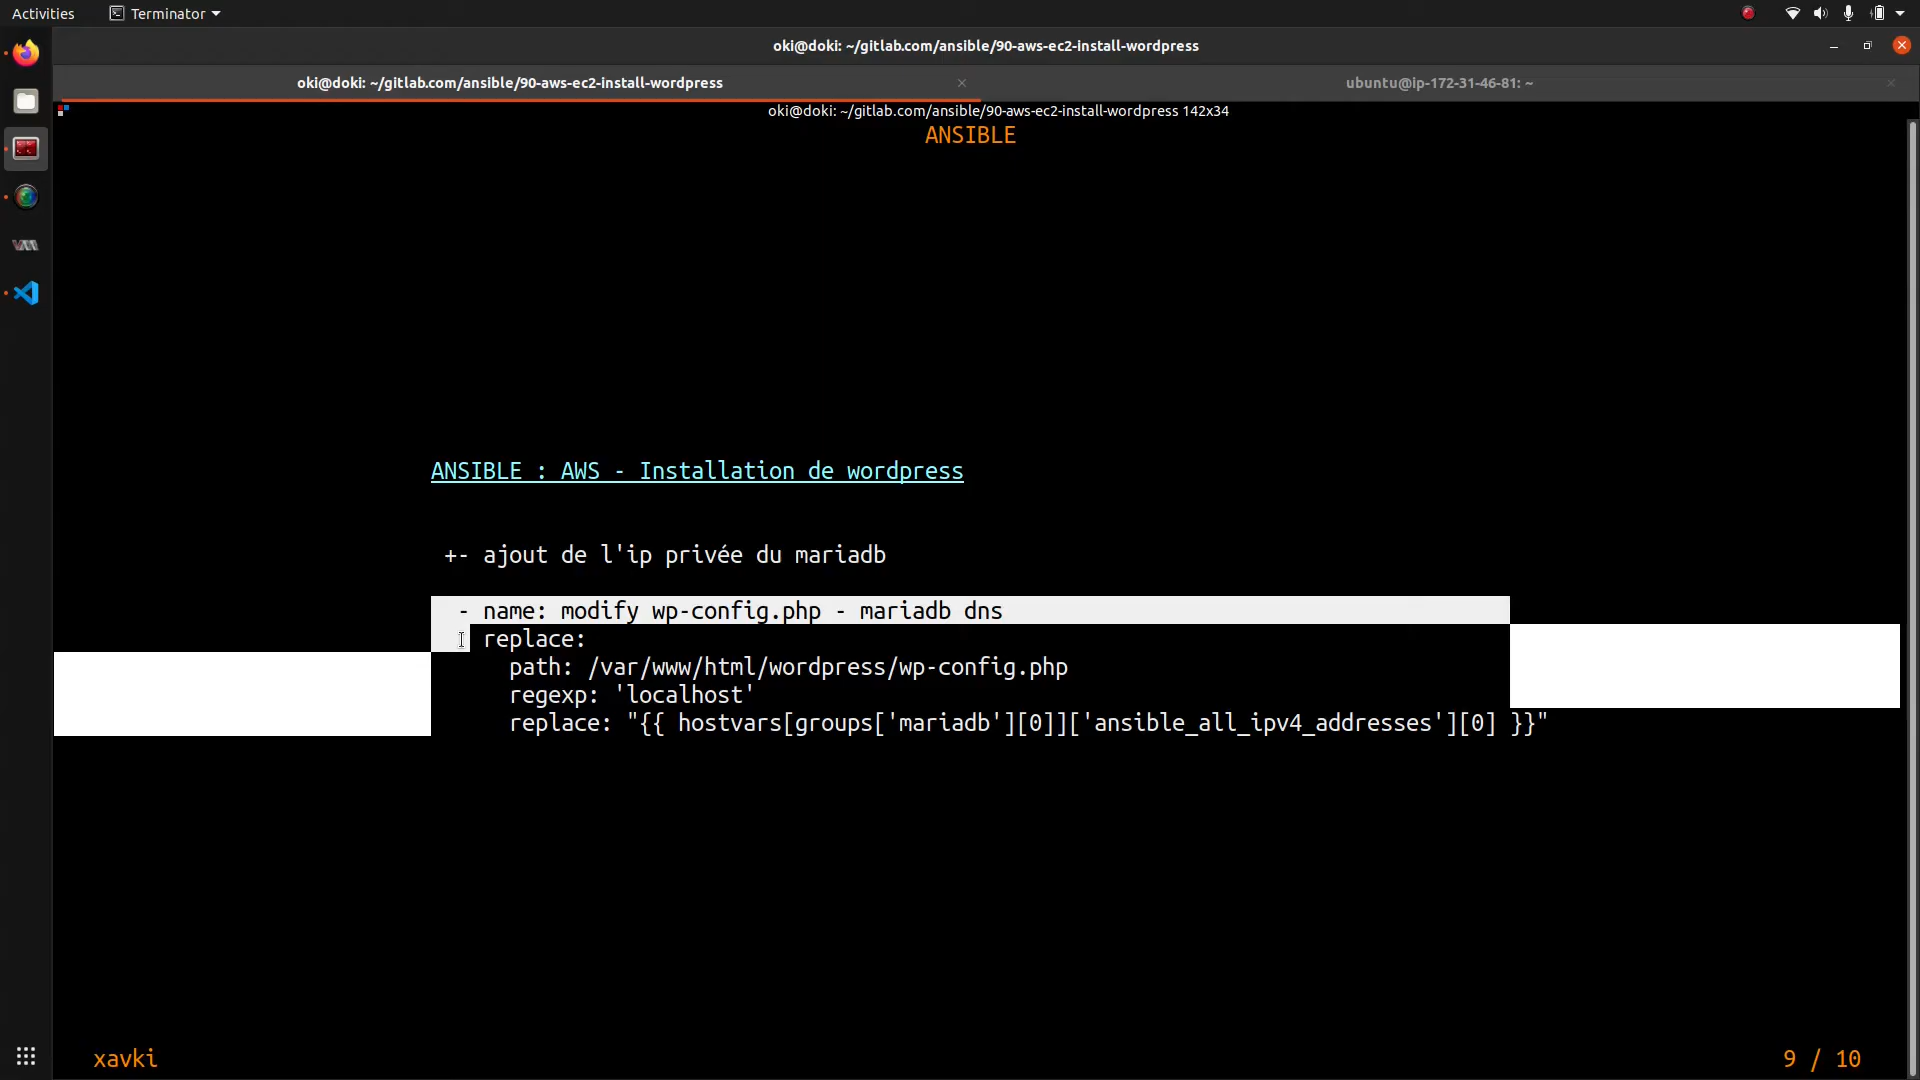 Activities
Terminator
oki@doki: ~/gitlab.com/ansible/90-aws-ec2-install-wordpress
oki@doki: ~/gitlab.com/ansible/90-aws-ec2-install-wordpress
ubuntu@ip-172-31-46-81: ~
oki@doki: ~/gitlab.com/ansible/90-aws-ec2-install-wordpress 142x34
ANSIBLE
ANSIBLE : AWS - Installation de wordpress
+- ajout de l'ip privée du mariadb
- name: modify wp-config.php - mariadb dns
replace:
path: /var/www/html/wordpress/wp-config.php
regexp: 'localhost'
replace: "{{ hostvars[groups['mariadb'][0]]['ansible_all_ipv4_addresses'][0] }}"
xavki
9 / 10